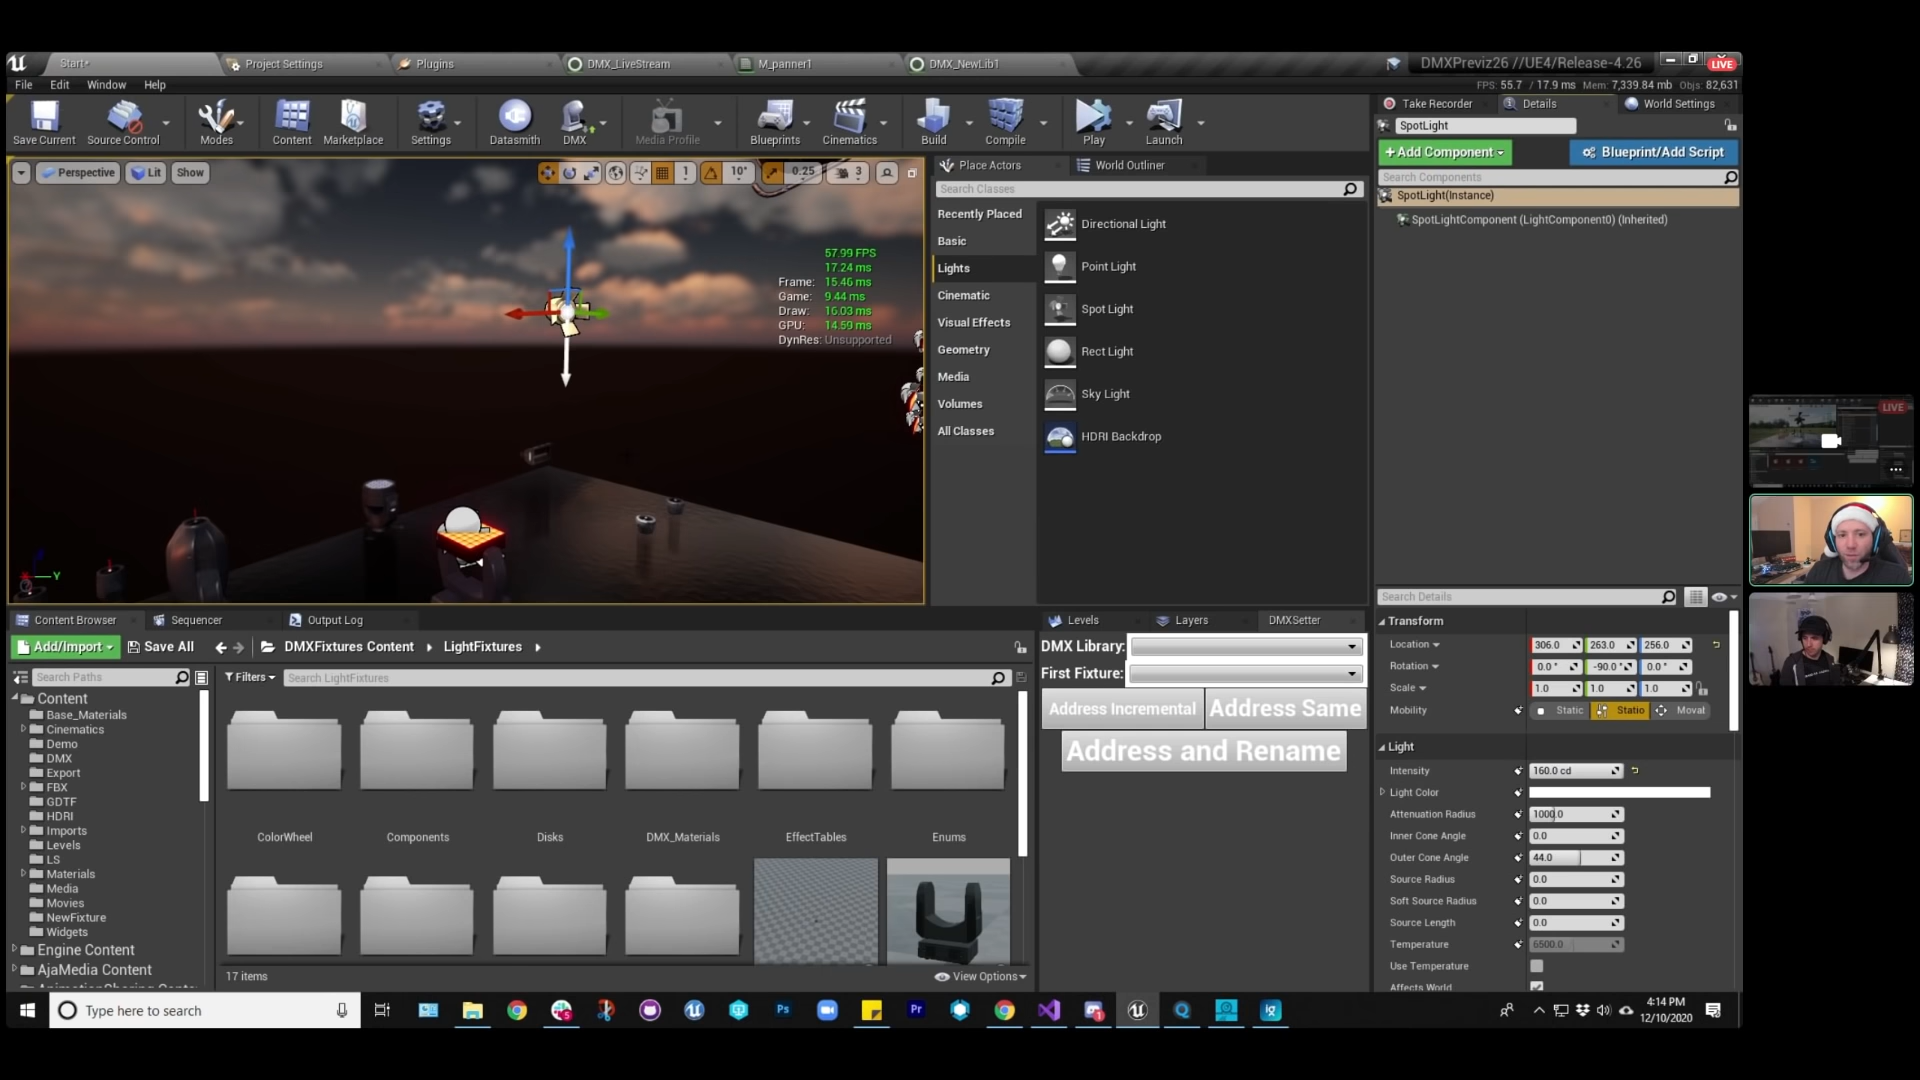 Start•
Project Settings
Plugins
DMX_LiveStream
M_panner1
DMX_NewLib1
DMXPreviz26 //UE4/Release-4.26
LIVE
File
Edit
Window
Help
FPS: 55.7 / 17.9 ms Mem: 7,339.84 mb Objs: 82,631
Save Current
Source Control
Modes
Content
Marketplace
Settings
Datasmith
DMX
Media Profile
Blueprints
Cinematics
Build
Compile
Play
Launch
Take Recorder
Details
World Settings
SpotLight
+Add Component
Blueprint/Add Script
Search Components
SpotLight(Instance)
SpotLightComponent (LightComponent0) (Inherited)
Perspective
Lit
Show
1
10°
0.25
3
57.99 FPS
17.24 ms
Frame: 15.46 ms
Game: 9.44 ms
Draw: 16.03 ms
GPU: 14.59 ms
DynRes: Unsupported
Y
Place Actors
World Outliner
Search Classes
Recently Placed
Basic
Lights
Cinematic
Visual Effects
Geometry
Media
Volumes
All Classes
Directional Light
Point Light
Spot Light
Rect Light
Sky Light
HDRI Backdrop
LIVE
Content Browser
Sequencer
Output Log
Add/Import
Save All
DMXFixtures Content
LightFixtures
Search Paths
Filters
Search LightFixtures
Content
Base_Materials
Cinematics
Demo
DMX
Export
FBX
GDTF
HDRI
Imports
Levels
LS
Materials
Media
Movies
NewFixture
Widgets
Engine Content
AjaMedia Content
ColorWheel
Components
Disks
DMX_Materials
EffectTables
Enums
17 items
View Options
Levels
Layers
DMXSetter
DMX Library:
First Fixture:
Address Incremental
Address Same
Address and Rename
Search Details
Transform
Location
306.0
263.0
256.0
Rotation
0.0 °
-90.0 °
0.0 °
Scale
1.0
1.0
1.0
Mobility
Static
Statio
Moval
Light
Intensity
160.0 cd
Light Color
Attenuation Radius
1000.0
Inner Cone Angle
0.0
Outer Cone Angle
44.0
Source Radius
0.0
Soft Source Radius
0.0
Source Length
0.0
Temperature
6500.0
Use Temperature
Affects World
Type here to search
Ps
Pr
4:14 PM
12/10/2020